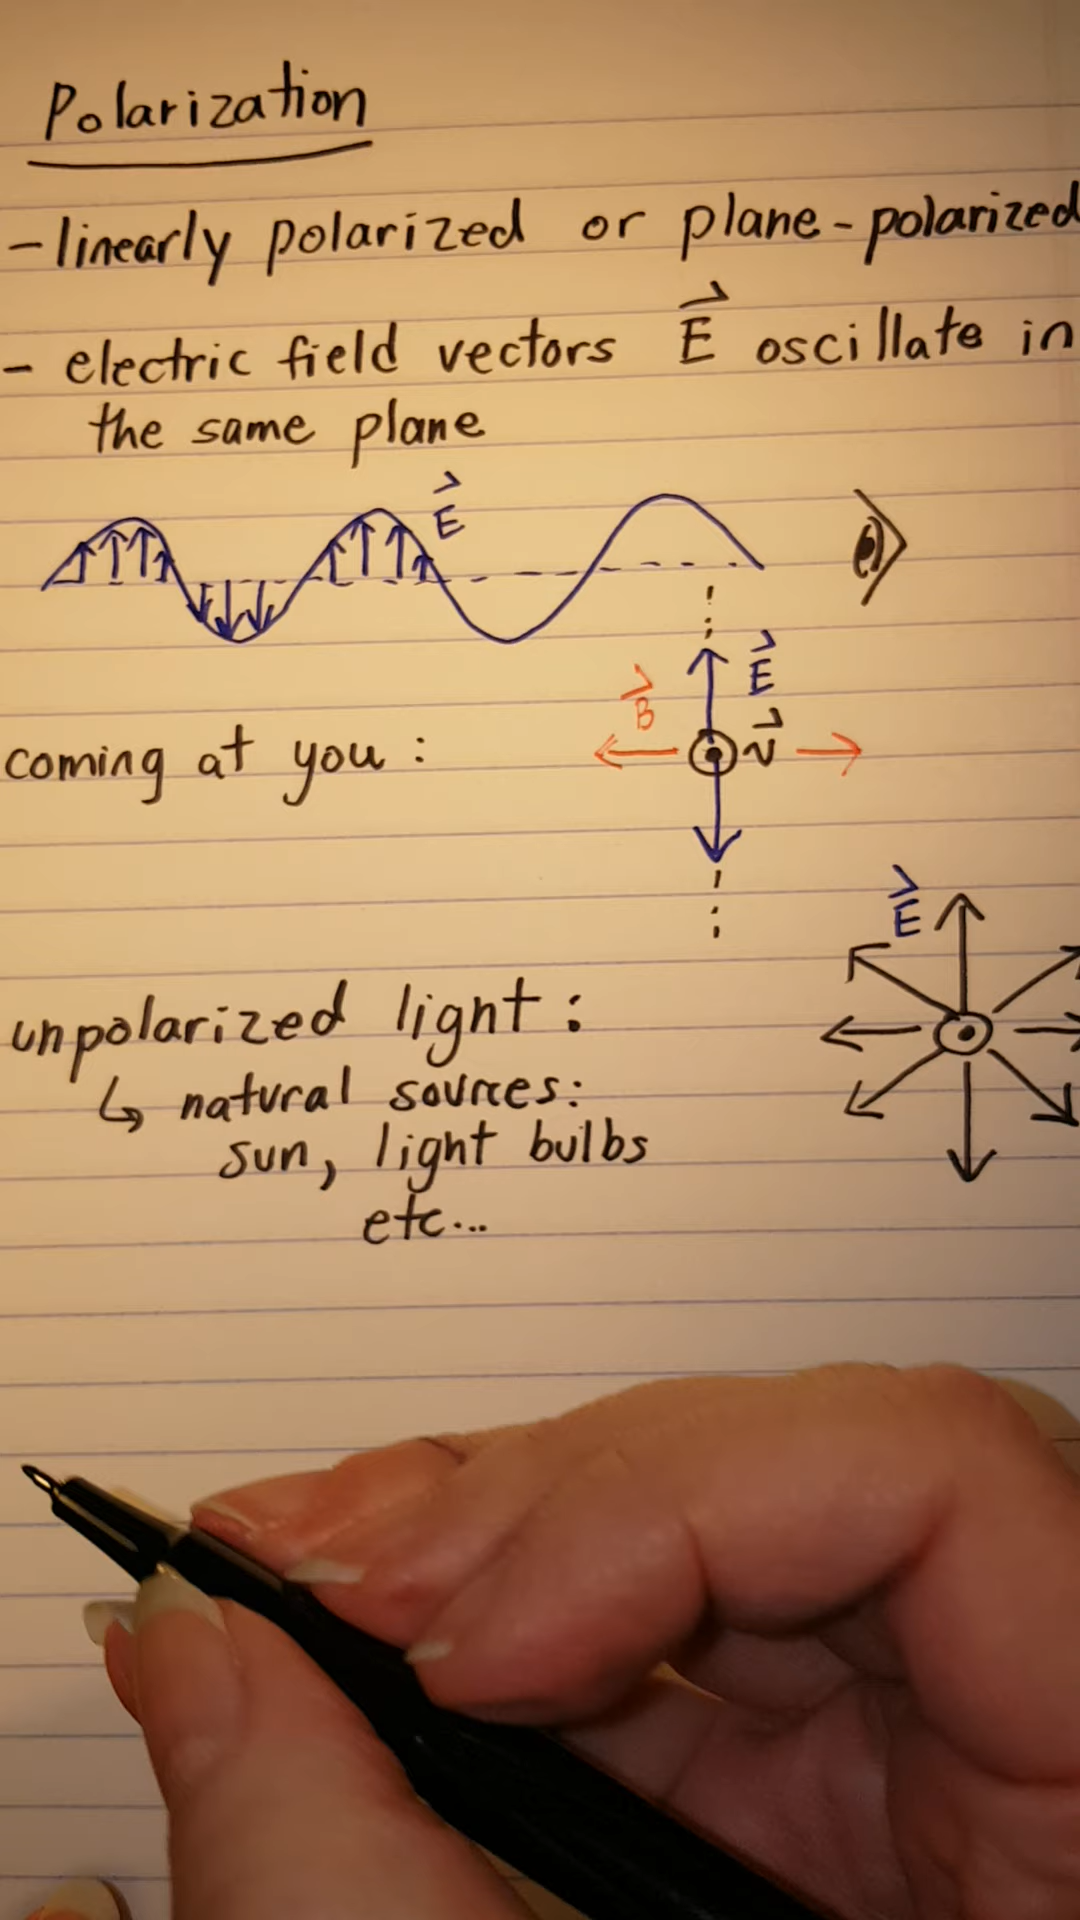 Polarization
- linearly polarized or plane-polarized
- electric field vectors E⃗ oscillate in
the same plane
E⃗
E⃗
B⃗
coming at you :
v⃗
E⃗
unpolarized light :
↳ natural sources:
sun, light bulbs
etc...